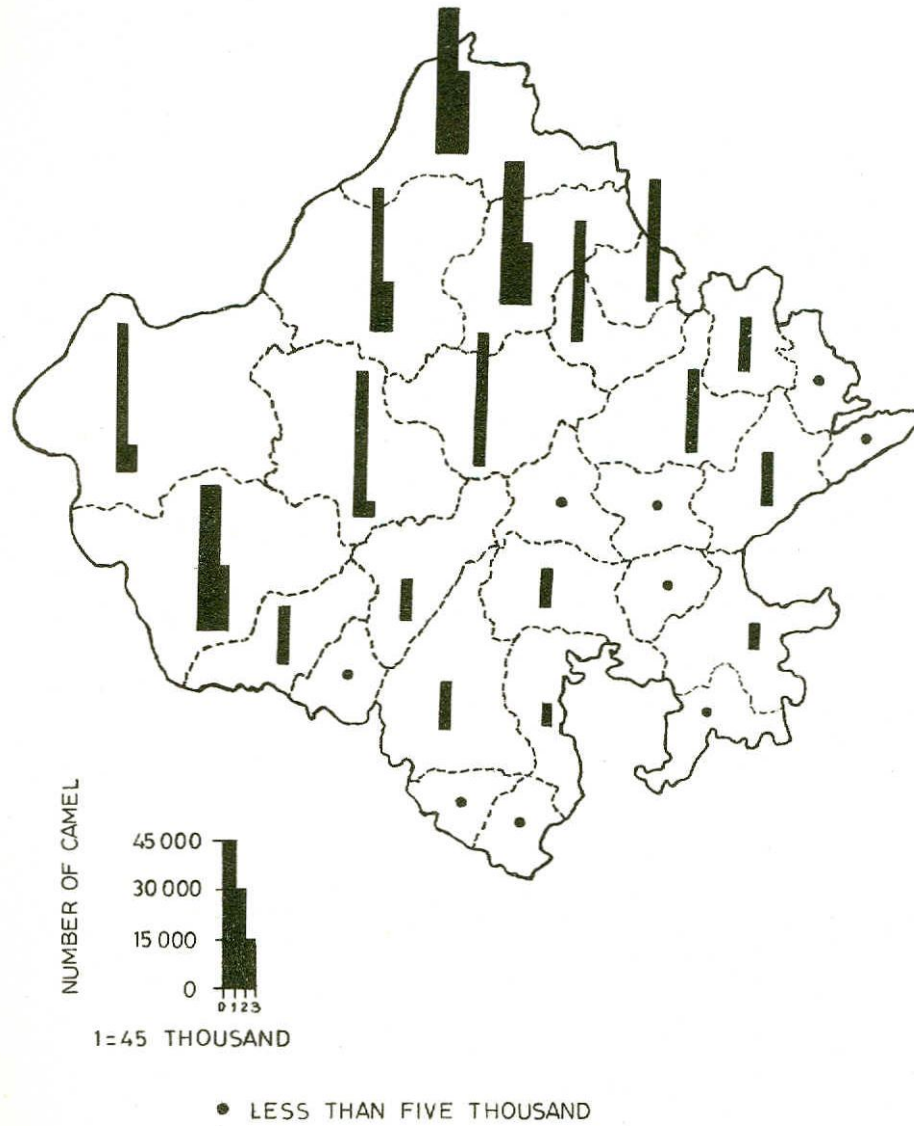 NUMBER OF CAMEL
45 000
30 000
15 000
0
0 1 2 3
1=45 THOUSAND
● LESS THAN FIVE THOUSAND